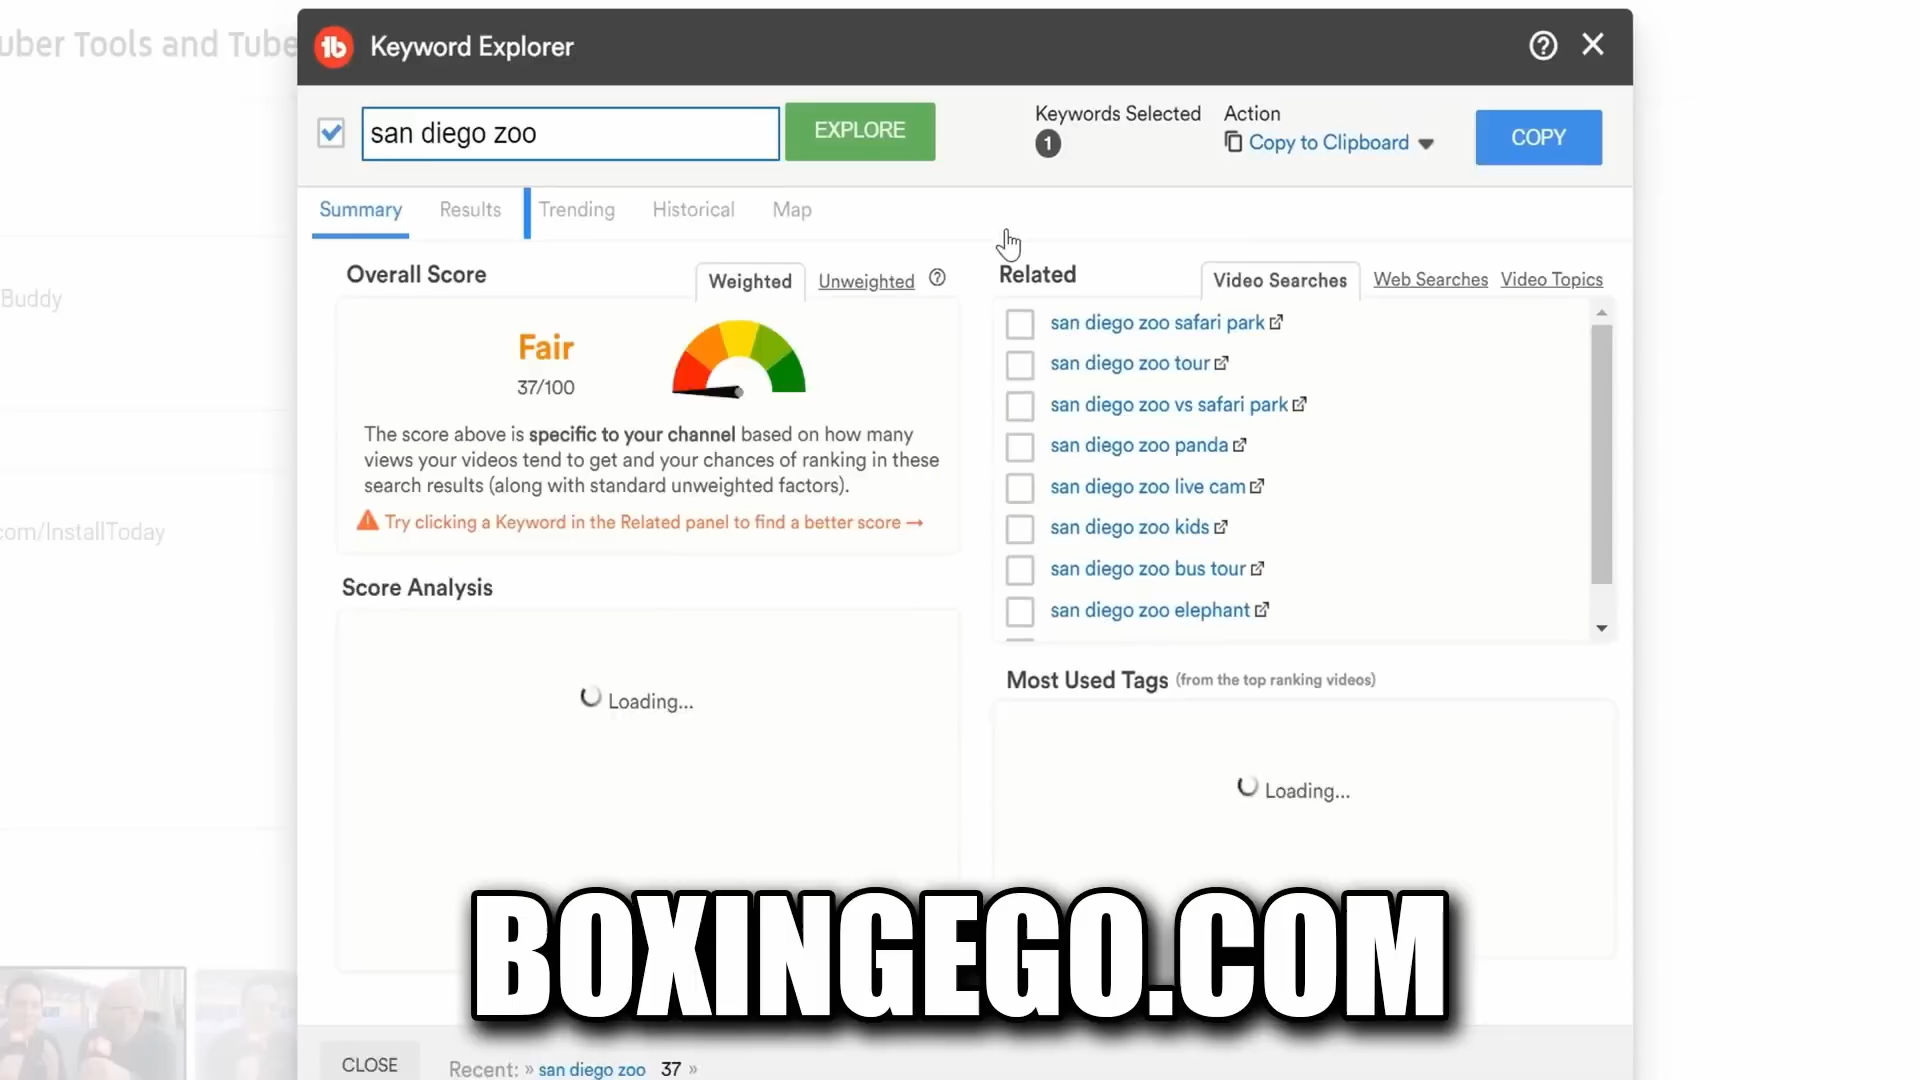 uber Tools and Tube
Buddy
com/InstallToday
Keyword Explorer
san diego zoo
EXPLORE
Keywords Selected
1
Action
Copy to Clipboard
COPY
Summary
Results
Trending
Historical
Map
Overall Score
Weighted
Unweighted
Fair
37/100
The score above is specific to your channel based on how many
views your videos tend to get and your chances of ranking in these
search results (along with standard unweighted factors).
Try clicking a Keyword in the Related panel to find a better score →
Related
Video Searches
Web Searches
Video Topics
san diego zoo safari park
san diego zoo tour
san diego zoo vs safari park
san diego zoo panda
san diego zoo live cam
san diego zoo kids
san diego zoo bus tour
san diego zoo elephant
Score Analysis
Loading...
Most Used Tags (from the top ranking videos)
Loading...
BOXINGEGO.COM
CLOSE
Recent: » san diego zoo 37 »